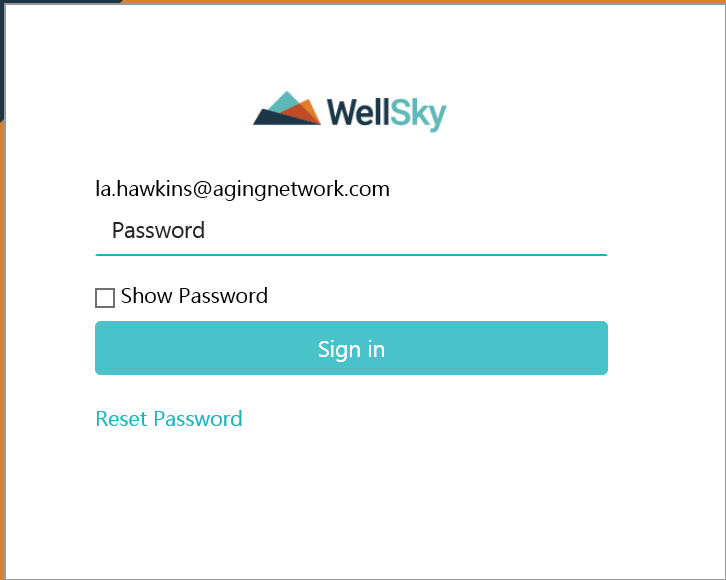 WellSky
la.hawkins@agingnetwork.com
Password
Show Password
Sign in
Reset Password